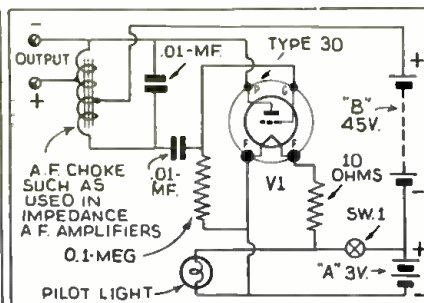 −
OUTPUT
+
.01-MF.
TYPE 30
P
G
F
F
V1
+
"B"
45V.
−
A.F. CHOKE
SUCH AS
USED IN
IMPEDANCE
A.F. AMPLIFIERS
.01-
MF.
0.1-MEG
10
OHMS
SW.1
+
"A" 3V.
−
PILOT LIGHT